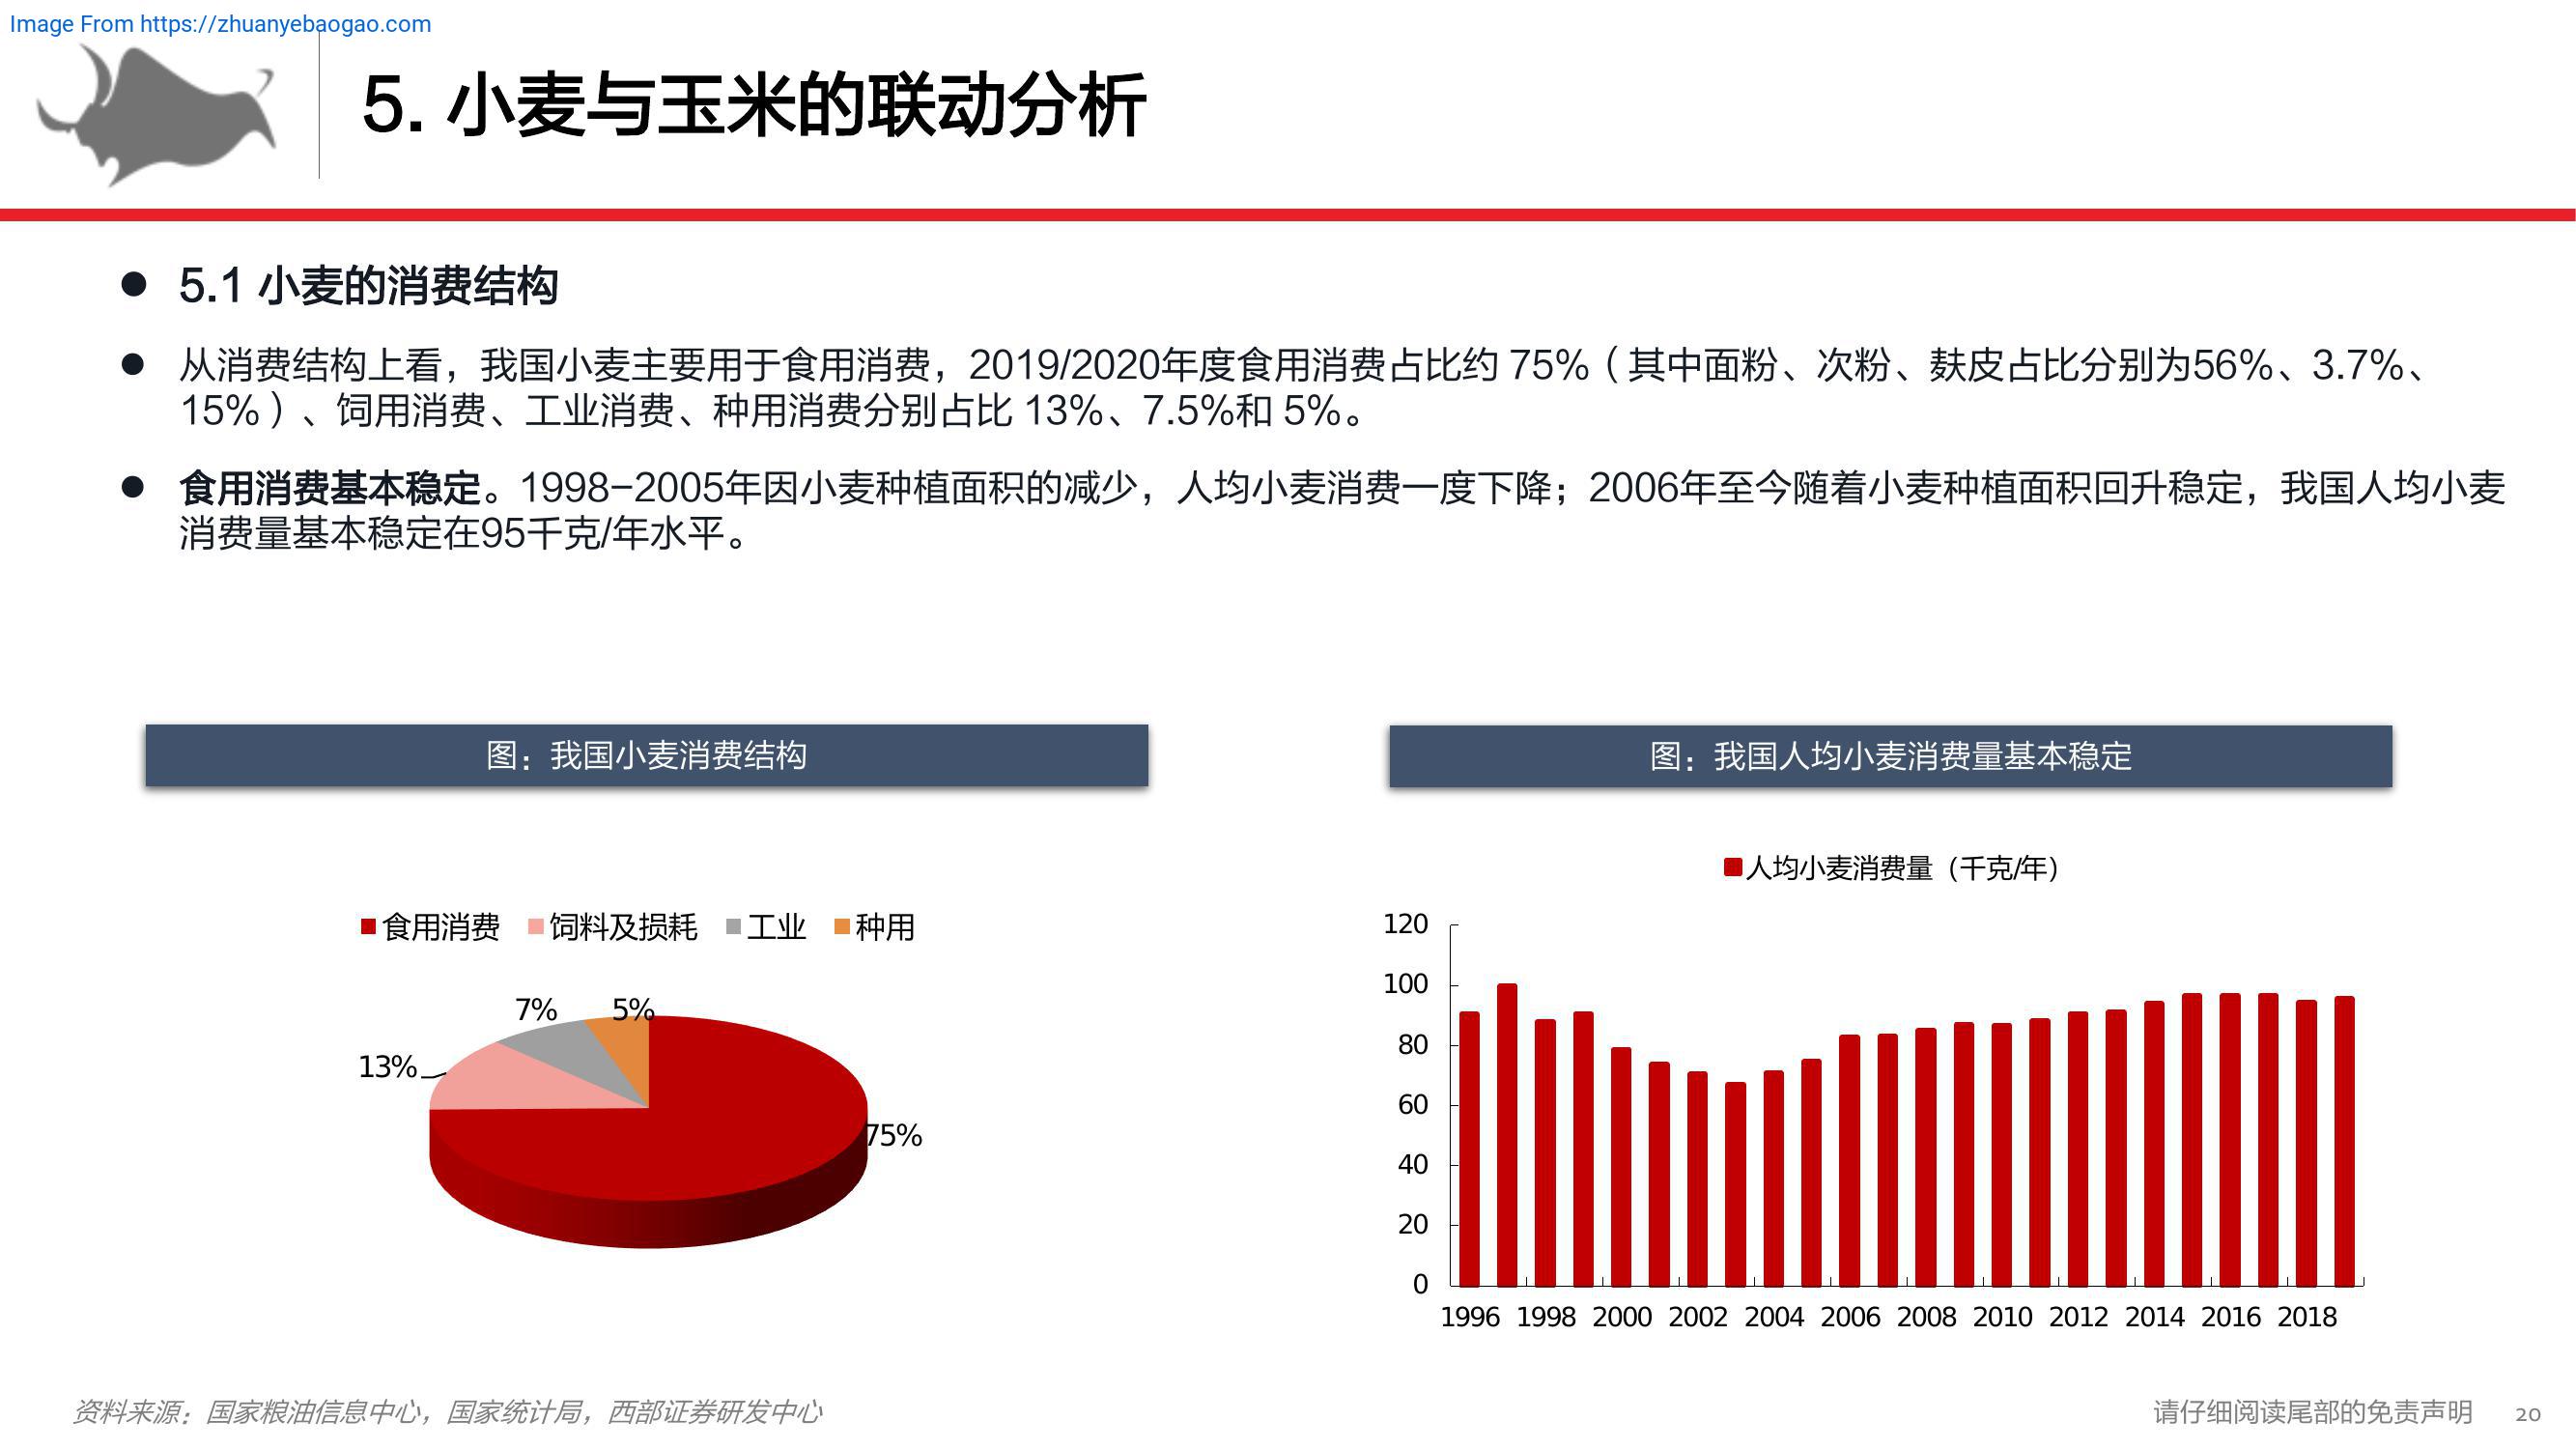 Image From https://zhuanyebaogao.com
5. 小麦与玉米的联动分析
● 5.1 小麦的消费结构
● 从消费结构上看，我国小麦主要用于食用消费，2019/2020年度食用消费占比约 75%（其中面粉、次粉、麸皮占比分别为56%、3.7%、
15%）、饲用消费、工业消费、种用消费分别占比 13%、7.5%和 5%。
● 食用消费基本稳定。1998-2005年因小麦种植面积的减少，人均小麦消费一度下降；2006年至今随着小麦种植面积回升稳定，我国人均小麦
消费量基本稳定在95千克/年水平。
图：我国小麦消费结构
食用消费 饲料及损耗 工业 种用
7% 5%
13%
75%
图：我国人均小麦消费量基本稳定
人均小麦消费量（千克/年）
120
100
80
60
40
20
0
1996 1998 2000 2002 2004 2006 2008 2010 2012 2014 2016 2018
资料来源：国家粮油信息中心，国家统计局，西部证券研发中心
请仔细阅读尾部的免责声明 20